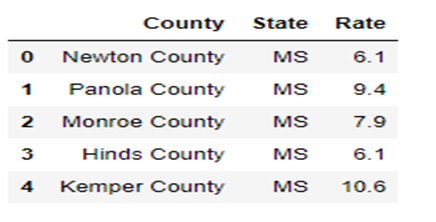 County State Rate
0 Newton County MS 6.1
1 Panola County MS 9.4
2 Monroe County MS 7.9
3 Hinds County MS 6.1
4 Kemper County MS 10.6